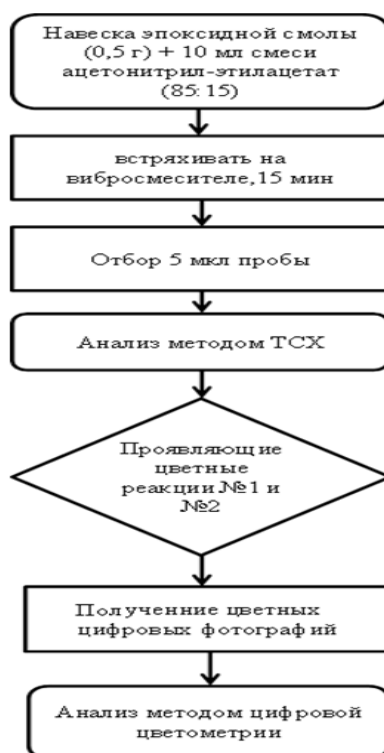 Навеска эпоксидной смолы
(0,5 г) + 10 мл смеси
ацетонитрил-этилацетат
(85:15)
встряхивать на
вибросмесителе,15 мин
Отбор 5 мкл пробы
Анализ методом ТСХ
Проявляющие
цветные
реакции №1 и
№2
Полученние цветных
цифровых фотографий
Анализ методом цифровой
цветометрии